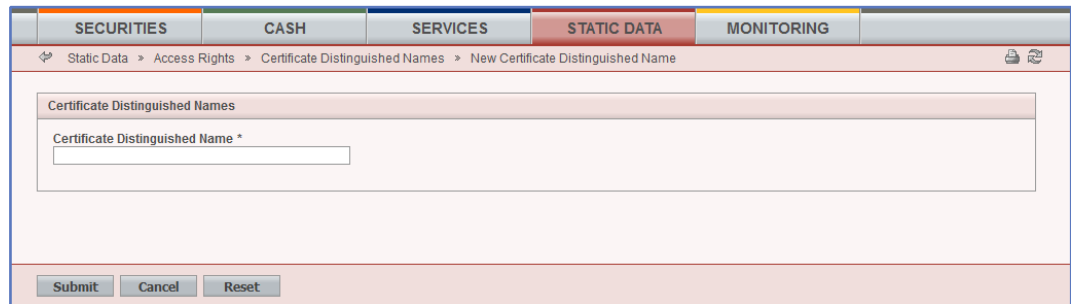 SECURITIES CASH SERVICES STATIC DATA MONITORING
Static Data » Access Rights » Certificate Distinguished Names » New Certificate Distinguished Name
Certificate Distinguished Names
Certificate Distinguished Name *
Submit Cancel Reset